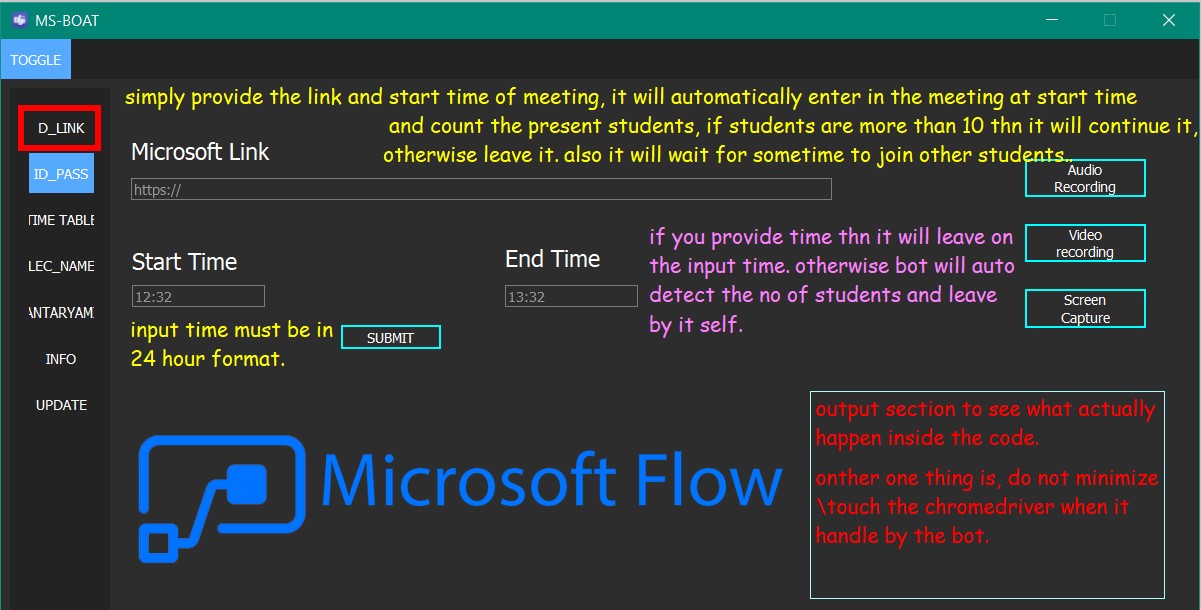 MS-BOAT
TOGGLE
simply provide the link and start time of meeting, it will automatically enter in the meeting at start time
and count the present students, if students are more than 10 thn it will continue it,
otherwise leave it. also it will wait for sometime to join other students..
D_LINK
ID_PASS
TIME TABLE
LEC_NAME
ANTARYAM
INFO
UPDATE
Microsoft Link
https://
Audio
Recording
Video
recording
Screen
Capture
Start Time
12:32
End Time
13:32
if you provide time thn it will leave on
the input time. otherwise bot will auto
detect the no of students and leave
by it self.
input time must be in
24 hour format.
SUBMIT
Microsoft Flow
output section to see what actually
happen inside the code.
onther one thing is, do not minimize
\touch the chromedriver when it
handle by the bot.